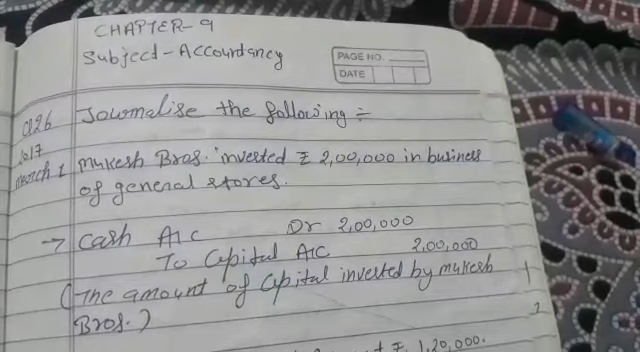 CHAPTER-9
Subject-Accountancy
PAGE NO.
DATE
Q26 Journalise the following :-
2017
March 1 Mukesh Bros. invested ₹ 2,00,000 in business
of general stores.
→ Cash A/c Dr 2,00,000
To Capital A/c 2,00,000
(The amount of Capital invested by mukesh
Bros.)
₹ 1,20,000.